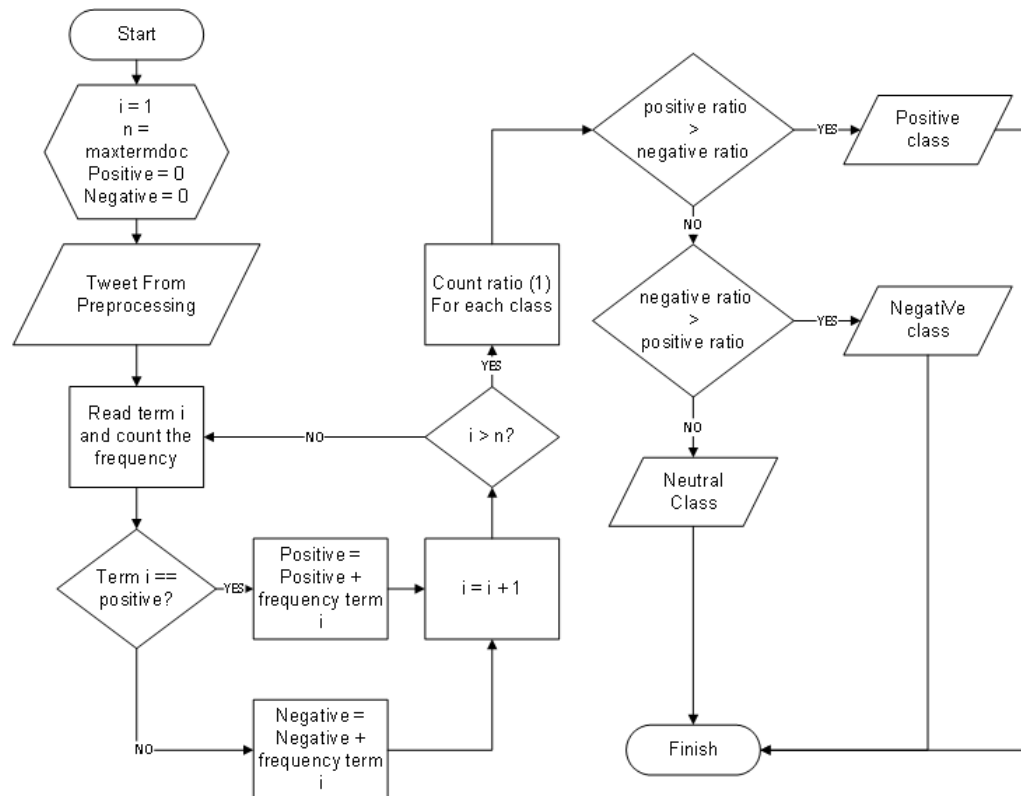 Start
i = 1
n =
maxtermdoc
Positive = 0
Negative = 0
Tweet From
Preprocessing
Read term i
and count the
frequency
Term i ==
positive?
YES
Positive =
Positive +
frequency term
i
NO
Negative =
Negative +
frequency term
i
i = i + 1
i > n?
NO
YES
Count ratio (1)
For each class
positive ratio
>
negative ratio
YES
Positive
class
NO
negative ratio
>
positive ratio
YES
NegatiVe
class
NO
Neutral
Class
Finish